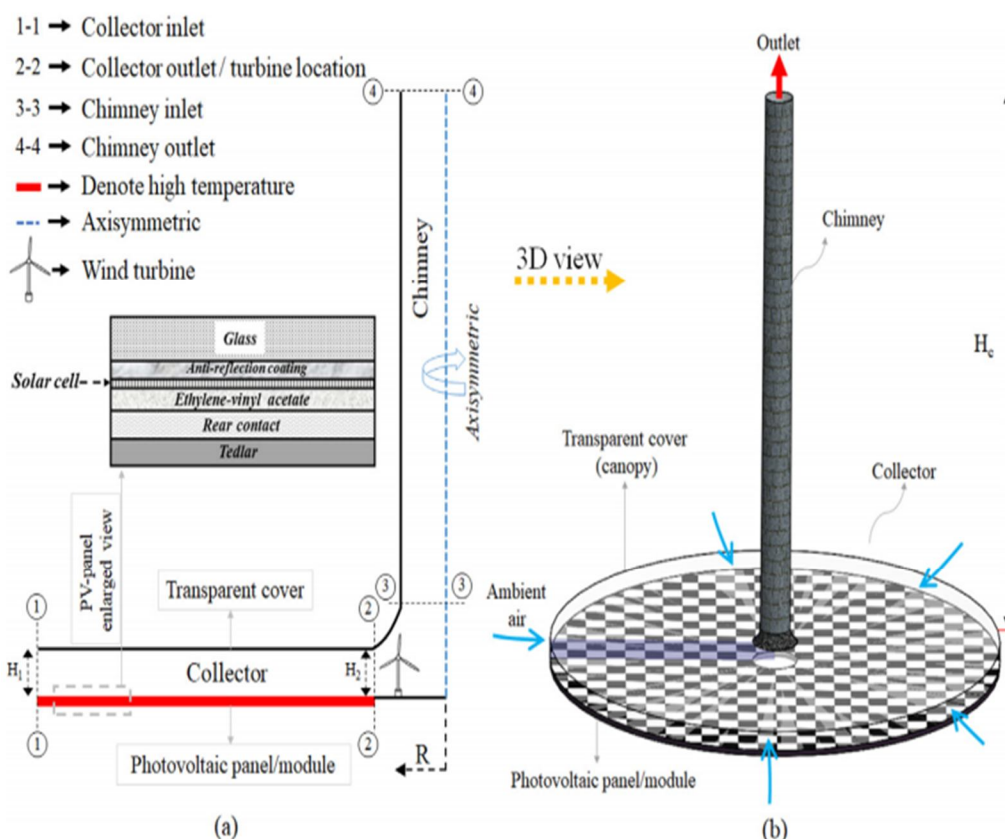 1-1 → Collector inlet
2-2 → Collector outlet / turbine location
3-3 → Chimney inlet
4-4 → Chimney outlet
→ Denote high temperature
→ Axisymmetric
→ Wind turbine
Glass
Anti-reflection coating
Solar cell
Ethylene-vinyl acetate
Rear contact
Tedlar
PV-panel
enlarged view
Transparent cover
1
2
3
3
4
4
Chimney
Axisymmetric
H1
Collector
H2
1
2
Photovoltaic panel/module
R
(a)
3D view
Outlet
Chimney
Hc
Transparent cover
(canopy)
Collector
Ambient
air
Photovoltaic panel/module
(b)